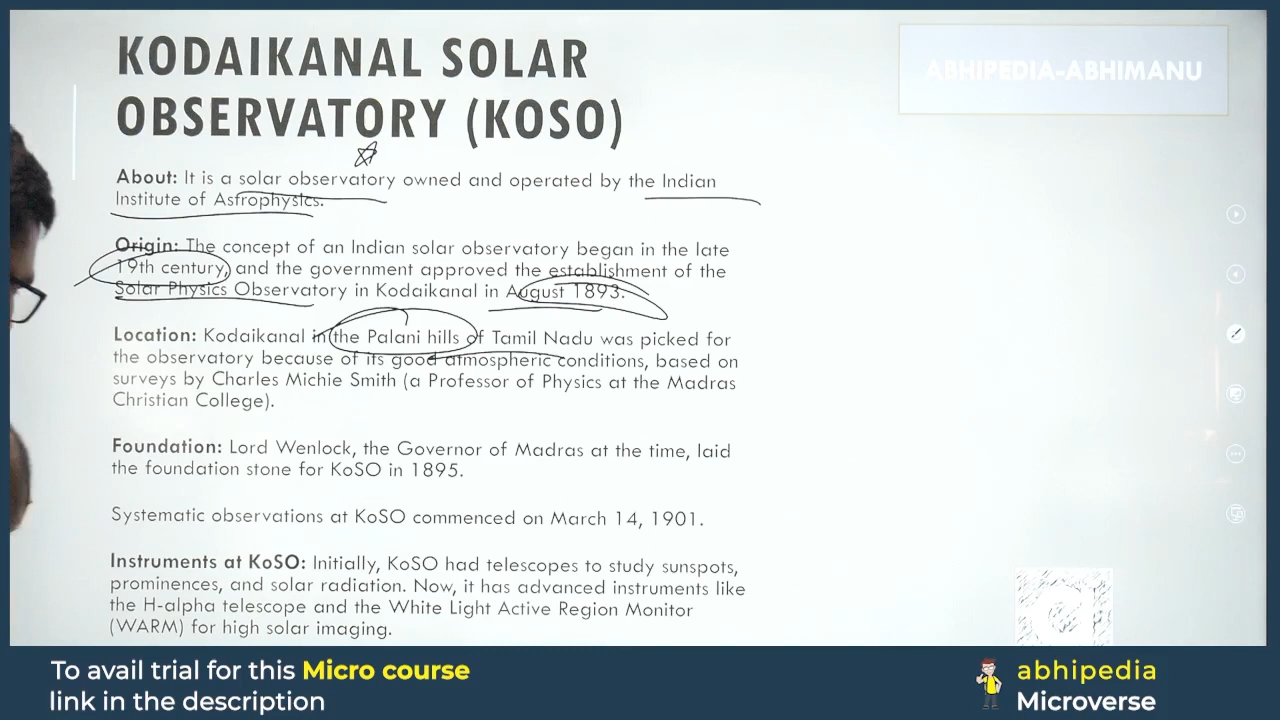 KODAIKANAL SOLAR
OBSERVATORY (KOSO)
ABHIPEDIA-ABHIMANU
About: It is a solar observatory owned and operated by the Indian
Institute of Astrophysics.
Origin: The concept of an Indian solar observatory began in the late
19th century, and the government approved the establishment of the
Solar Physics Observatory in Kodaikanal in August 1893.
Location: Kodaikanal in the Palani hills of Tamil Nadu was picked for
the observatory because of its good atmospheric conditions, based on
surveys by Charles Michie Smith (a Professor of Physics at the Madras
Christian College).
Foundation: Lord Wenlock, the Governor of Madras at the time, laid
the foundation stone for KoSO in 1895.
Systematic observations at KoSO commenced on March 14, 1901.
Instruments at KoSO: Initially, KoSO had telescopes to study sunspots,
prominences, and solar radiation. Now, it has advanced instruments like
the H-alpha telescope and the White Light Active Region Monitor
(WARM) for high solar imaging.
To avail trial for this Micro course
link in the description
abhipedia
Microverse